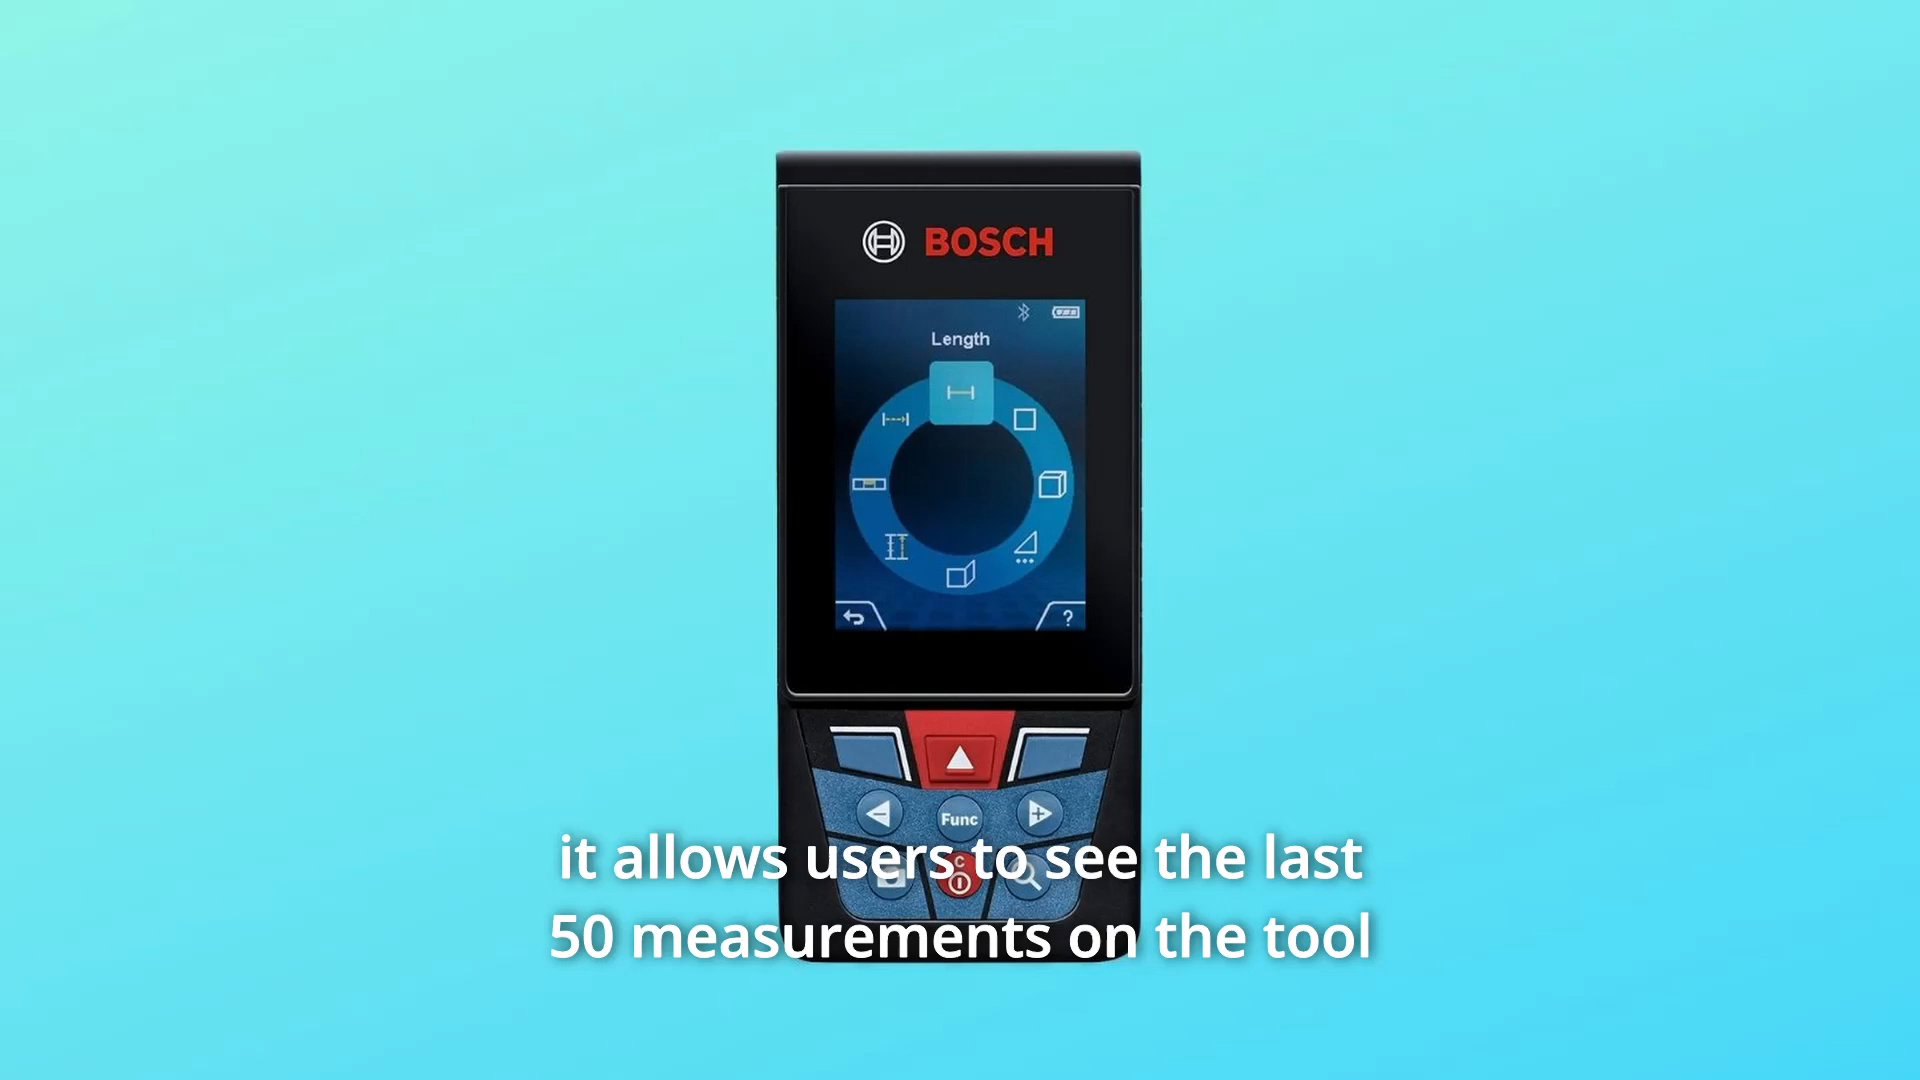 BOSCH
Length
?
Func
C
it allows users to see the last
50 measurements on the tool